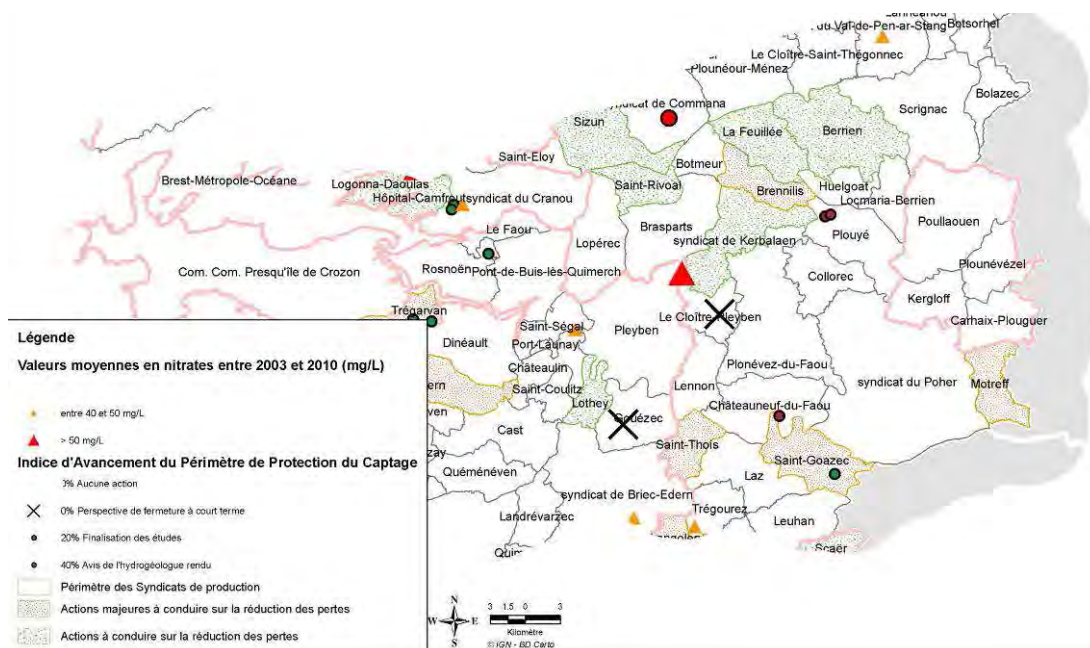 du Val-de-Pen-ar-Stang
Botsorhel
Le Cloître-Saint-Thégonnec
Plounéour-Ménez
Bolazec
Scrignac
syndicat de Commana
Sizun
La Feuillée
Berrien
Saint-Eloy
Botmeur
Brest-Métropole-Océane
Logonna-Daoulas
Saint-Rivoal
Brennilis
Huelgoat
Hôpital-Camfrout
syndicat du Cranou
Locmaria-Berrien
Poullaouen
Brasparts
Le Faou
Lopérec
syndicat de Kerbalaen
Plouyé
Plounévézel
Com. Com. Presqu'île de Crozon
Rosnoën
Pont-de-Buis-lès-Quimerch
Collorec
Kergloff
Trégarvan
Le Cloître-Pleyben
Carhaix-Plouguer
Saint-Ségal
Pleyben
Dinéault
Port-Launay
Plonévez-du-Faou
Châteaulin
syndicat du Poher
Motreff
Saint-Coulitz
Lennon
Lothey
Châteauneuf-du-Faou
Gouézec
Cast
Saint-Thois
Saint-Goazec
Quéménéven
Laz
syndicat de Briec-Edern
Trégourez
Landrévarzec
Leuhan
Scaër
Légende
Valeurs moyennes en nitrates entre 2003 et 2010 (mg/L)
entre 40 et 50 mg/L
> 50 mg/L
Indice d'Avancement du Périmètre de Protection du Captage
0% Aucune action
0% Perspective de fermeture à court terme
20% Finalisation des études
40% Avis de l'hydrogéologue rendu
Périmètre des Syndicats de production
Actions majeures à conduire sur la réduction des pertes
Actions à conduire sur la réduction des pertes
N
W E
S
3 1.5 0 3
Kilomètre
© IGN - BD Carto